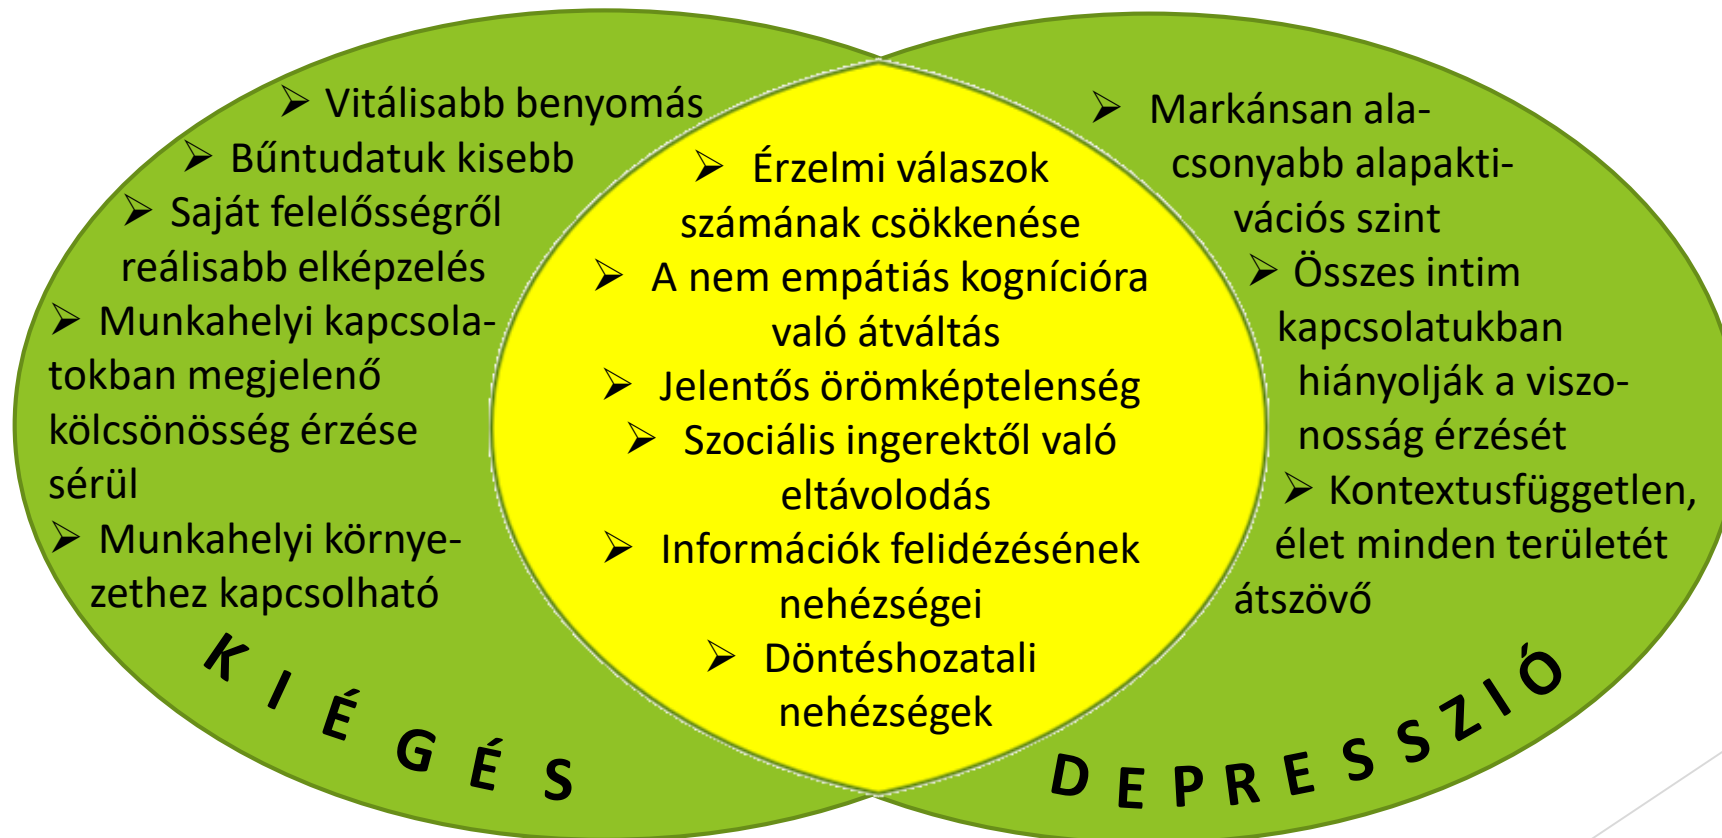 ➢ Vitálisabb benyomás
➢ Bűntudatuk kisebb
➢ Saját felelősségről
reálisabb elképzelés
➢ Munkahelyi kapcsola-
tokban megjelenő
kölcsönösség érzése
sérül
➢ Munkahelyi környe-
zethez kapcsolható
KIÉGÉS
➢ Érzelmi válaszok
számának csökkenése
➢ A nem empátiás kognícióra
való átváltás
➢ Jelentős örömképtelenség
➢ Szociális ingerektől való
eltávolodás
➢ Információk felidézésének
nehézségei
➢ Döntéshozatali
nehézségek
➢ Markánsan ala-
csonyabb alapakti-
vációs szint
➢ Összes intim
kapcsolatukban
hiányolják a viszo-
nosság érzését
➢ Kontextusfüggetlen,
élet minden területét
átszövő
DEPRESSZIÓ